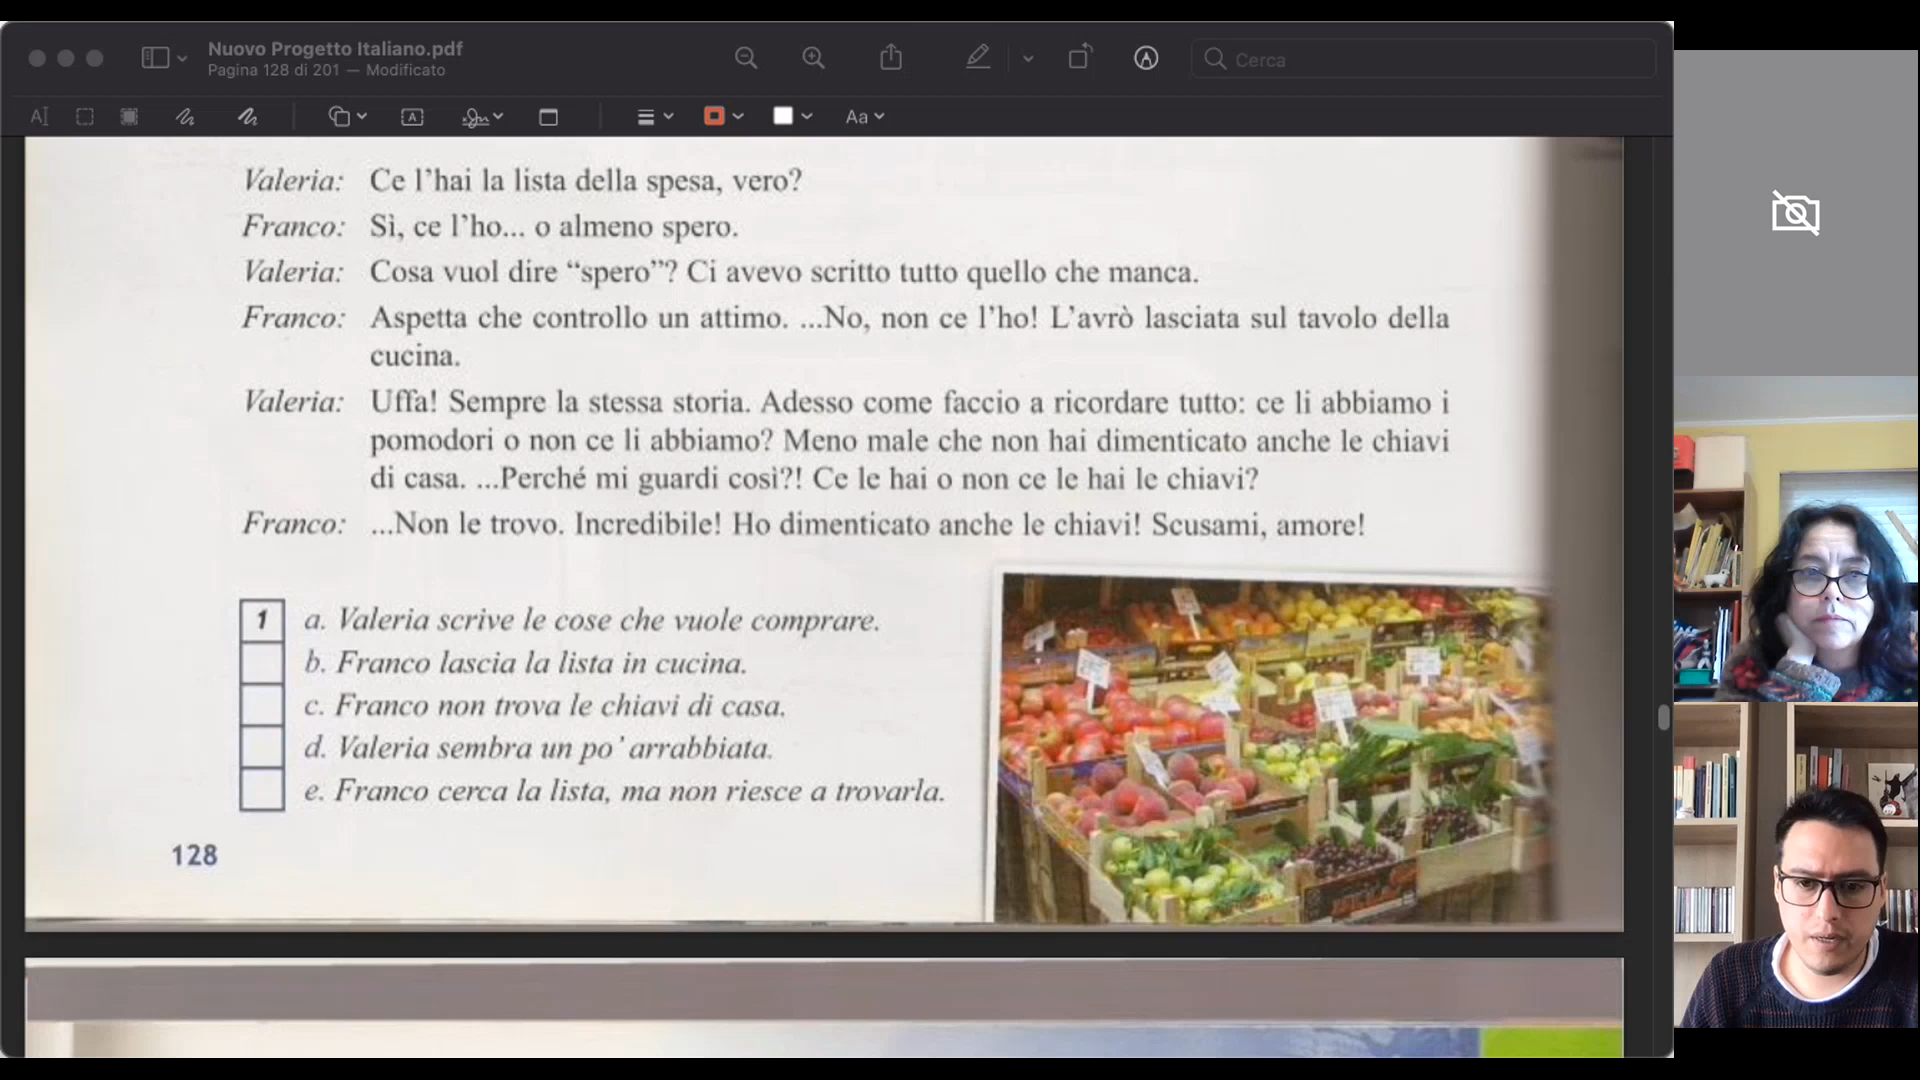 Nuovo Progetto Italiano.pdf
Pagina 128 di 201 — Modificato
Cerca
Valeria: Ce l'hai la lista della spesa, vero?
Franco: Sì, ce l'ho... o almeno spero.
Valeria: Cosa vuol dire “spero”? Ci avevo scritto tutto quello che manca.
Franco: Aspetta che controllo un attimo. ...No, non ce l'ho! L'avrò lasciata sul tavolo della
cucina.
Valeria: Uffa! Sempre la stessa storia. Adesso come faccio a ricordare tutto: ce li abbiamo i
pomodori o non ce li abbiamo? Meno male che non hai dimenticato anche le chiavi
di casa. ...Perché mi guardi così?! Ce le hai o non ce le hai le chiavi?
Franco: ...Non le trovo. Incredibile! Ho dimenticato anche le chiavi! Scusami, amore!
1 a. Valeria scrive le cose che vuole comprare.
b. Franco lascia la lista in cucina.
c. Franco non trova le chiavi di casa.
d. Valeria sembra un po' arrabbiata.
e. Franco cerca la lista, ma non riesce a trovarla.
128